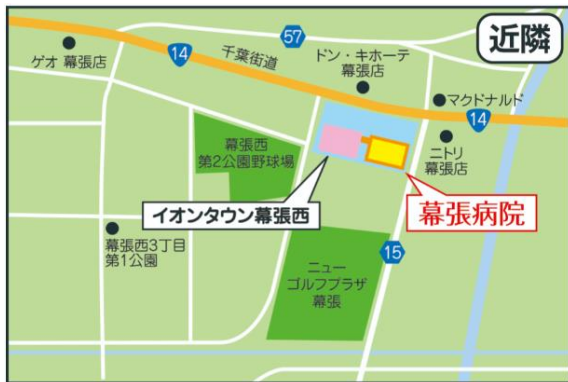 近隣
57
14
千葉街道
ドン・キホーテ
幕張店
ゲオ 幕張店
マクドナルド
14
ニトリ
幕張店
幕張西
第2公園野球場
イオンタウン幕張西
幕張病院
幕張西3丁目
第1公園
15
ニュー
ゴルフプラザ
幕張